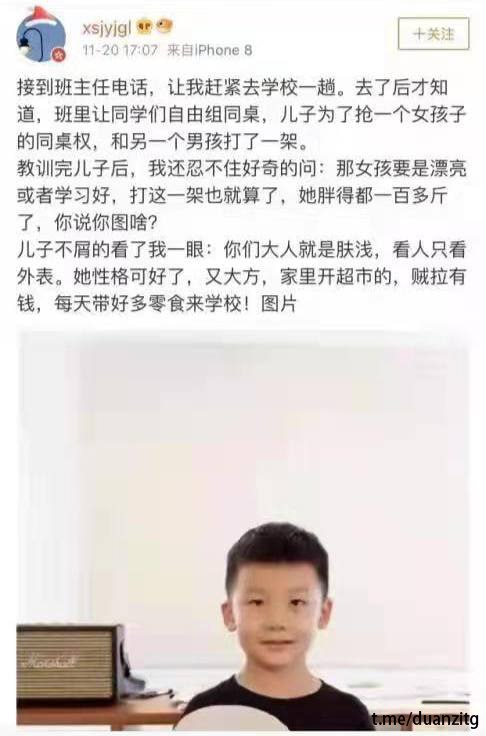 xsjyjgl
11-20 17:07 来自iPhone 8
+关注
接到班主任电话，让我赶紧去学校一趟。去了后才知
道，班里让同学们自由组同桌，儿子为了抢一个女孩子
的同桌权，和另一个男孩打了一架。
教训完儿子后，我还忍不住好奇的问：那女孩要是漂亮
或者学习好，打这一架也就算了，她胖得都一百多斤
了，你说你图啥？
儿子不屑的看了我一眼：你们大人就是肤浅，看人只看
外表。她性格可好了，又大方，家里开超市的，贼拉有
钱，每天带好多零食来学校！图片
Marshall
t.me/duanzitg